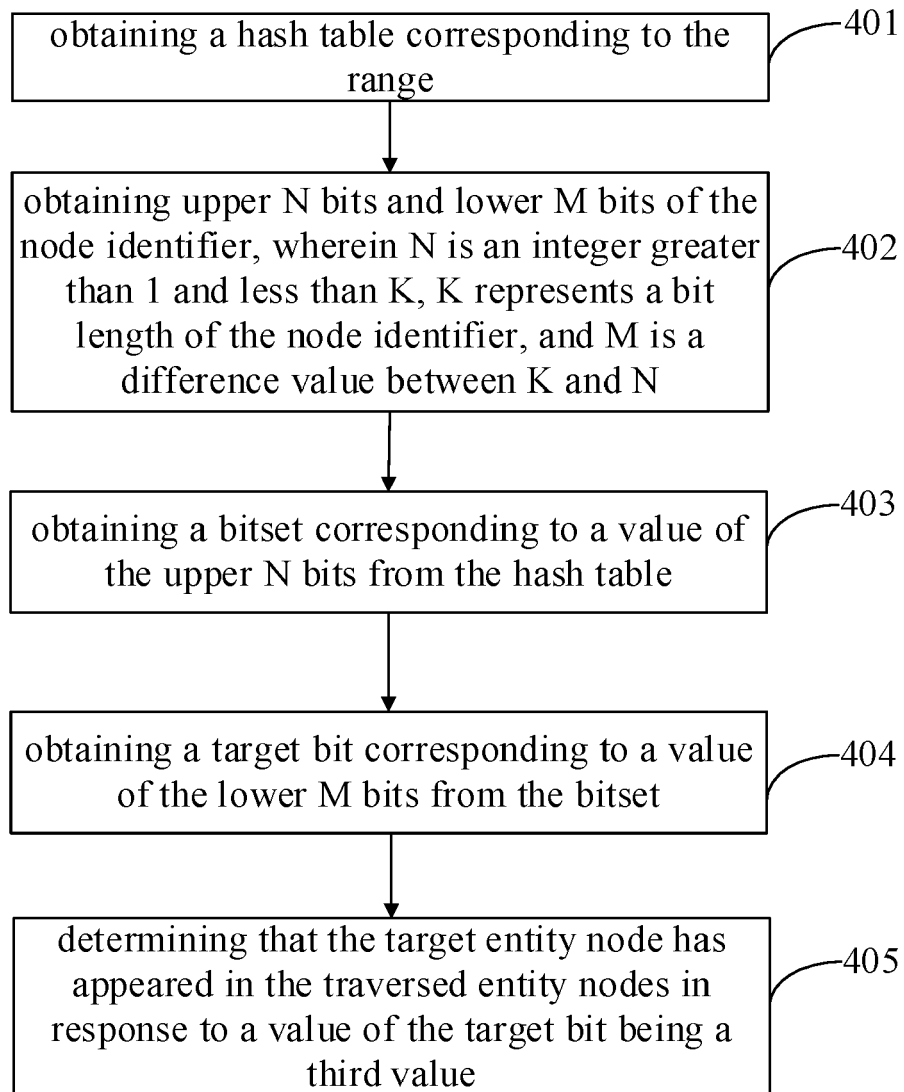 obtaining a hash table corresponding to the
range
401
obtaining upper N bits and lower M bits of the
node identifier, wherein N is an integer greater
than 1 and less than K, K represents a bit
length of the node identifier, and M is a
difference value between K and N
402
obtaining a bitset corresponding to a value of
the upper N bits from the hash table
403
obtaining a target bit corresponding to a value
of the lower M bits from the bitset
404
determining that the target entity node has
appeared in the traversed entity nodes in
response to a value of the target bit being a
third value
405